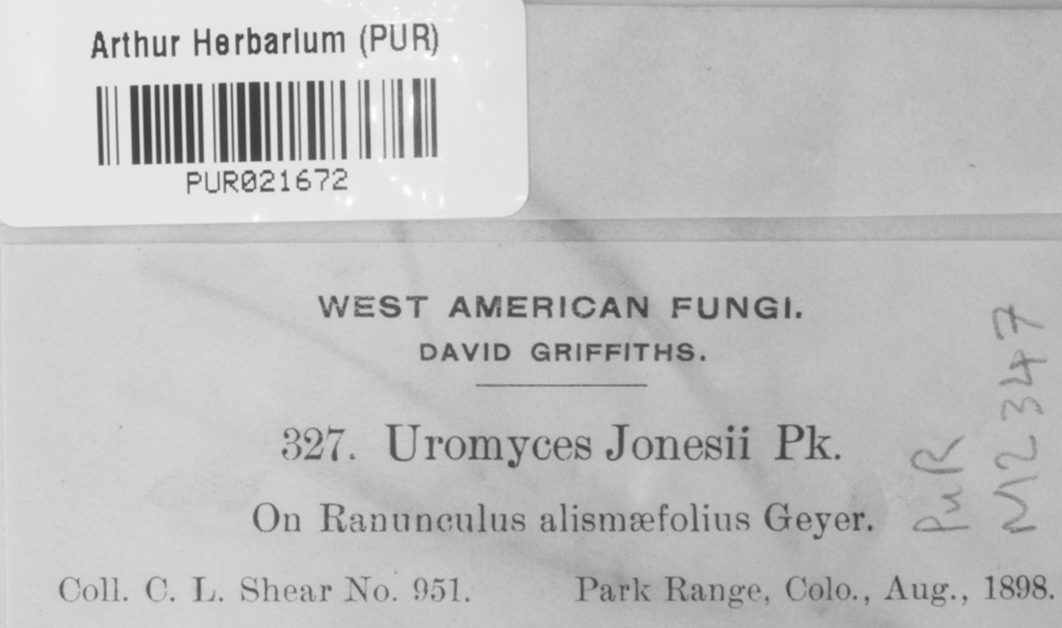 Arthur Herbarium (PUR)
PUR021672
WEST AMERICAN FUNGI.
DAVID GRIFFITHS.
327. Uromyces Jonesii Pk.
On Ranunculus alismæfolius Geyer.
Coll. C. L. Shear No. 951. Park Range, Colo., Aug., 1898.
PuR
M2347